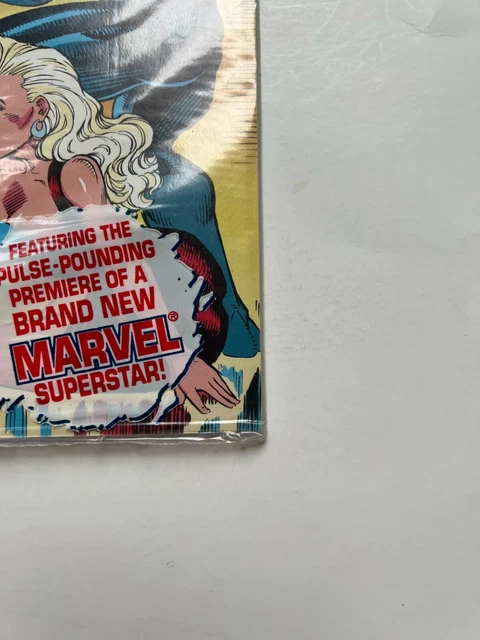 FEATURING THE
PULSE-POUNDING
PREMIERE OF A
BRAND NEW
MARVEL®
SUPERSTAR!